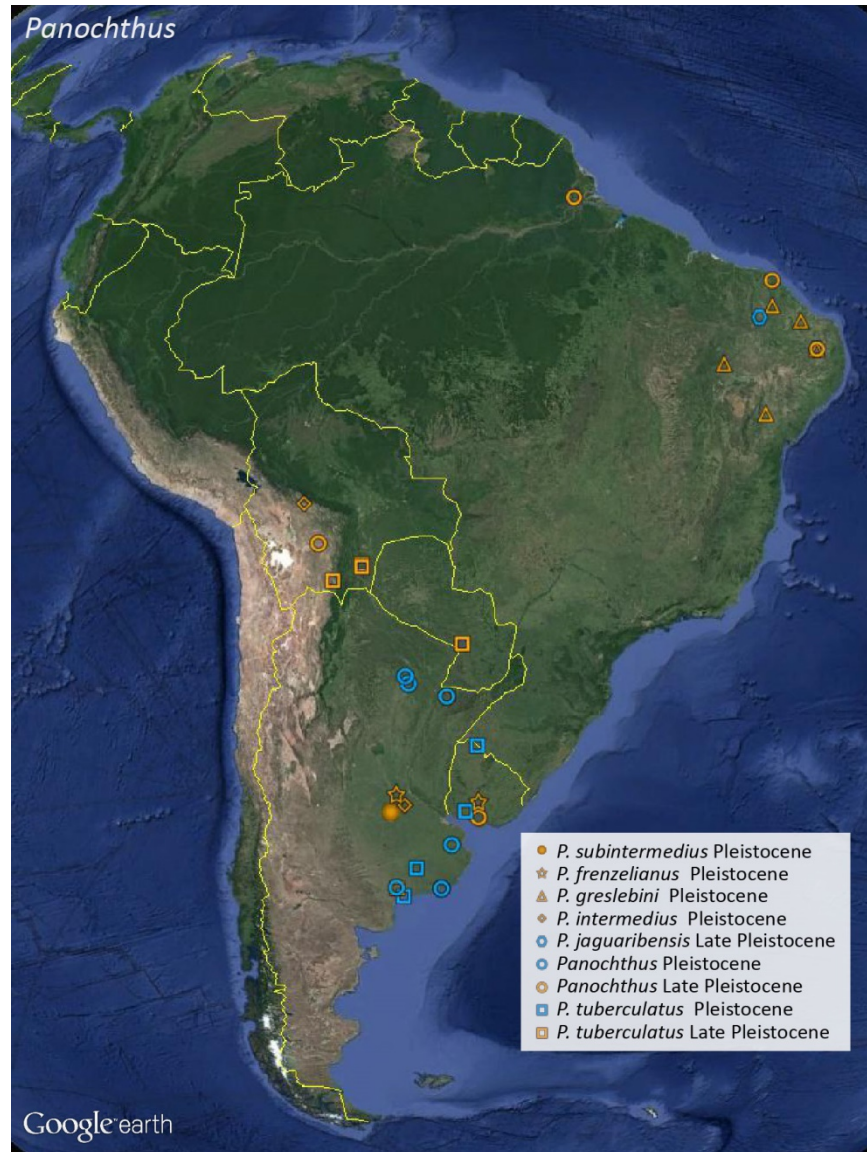 Panochthus
P. subintermedius Pleistocene
P. frenzelianus Pleistocene
P. greslebini Pleistocene
P. intermedius Pleistocene
P. jaguaribensis Late Pleistocene
Panochthus Pleistocene
Panochthus Late Pleistocene
P. tuberculatus Pleistocene
P. tuberculatus Late Pleistocene
Google earth